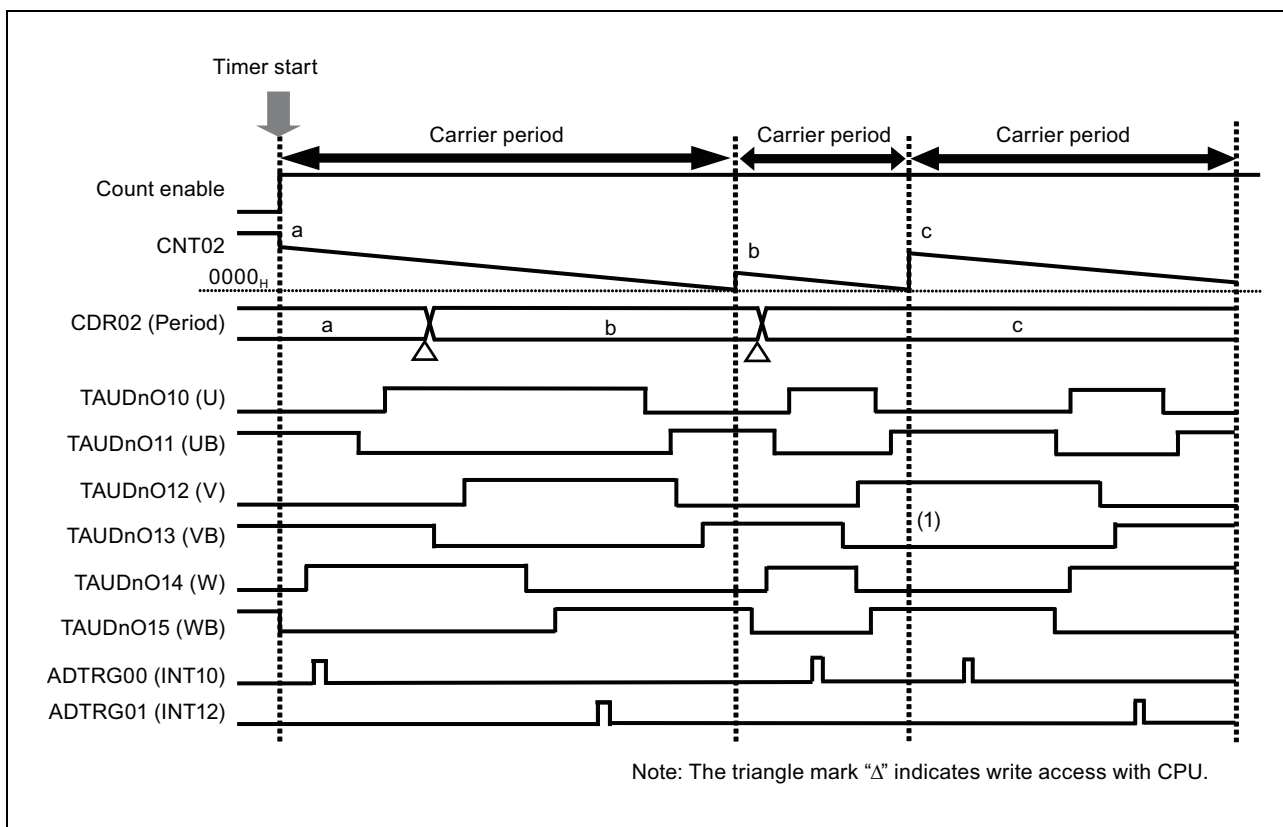 Timer start
Carrier period Carrier period Carrier period
Count enable
CNT02
a
b
c
0000H
CDR02 (Period)
a b c
TAUDnO10 (U)
TAUDnO11 (UB)
TAUDnO12 (V)
TAUDnO13 (VB)
(1)
TAUDnO14 (W)
TAUDnO15 (WB)
ADTRG00 (INT10)
ADTRG01 (INT12)
Note: The triangle mark “Δ” indicates write access with CPU.